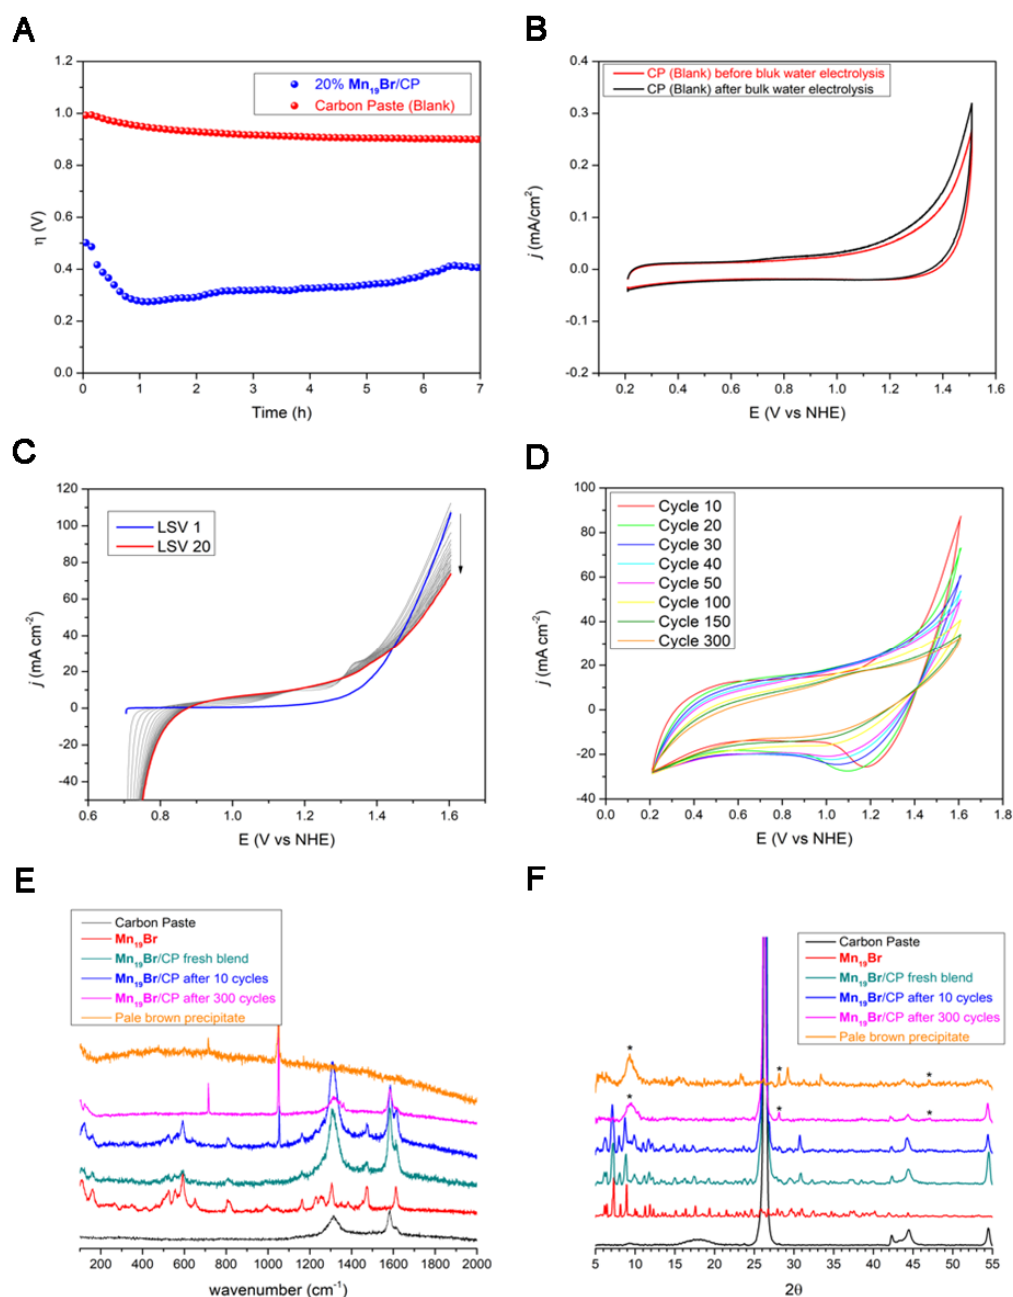 A
1.2
1.0
0.8
0.6
0.4
0.2
0.0
η (V)
20% Mn₁₉Br/CP
Carbon Paste (Blank)
0 1 2 3 4 5 6 7
Time (h)
B
0.4
0.3
0.2
0.1
0.0
-0.1
-0.2
j (mA/cm²)
CP (Blank) before bluk water electrolysis
CP (Blank) after bulk water electrolysis
0.2 0.4 0.6 0.8 1.0 1.2 1.4 1.6
E (V vs NHE)
C
120
100
80
60
40
20
0
-20
-40
j (mA cm⁻²)
LSV 1
LSV 20
0.6 0.8 1.0 1.2 1.4 1.6
E (V vs NHE)
D
100
80
60
40
20
0
-20
-40
j (mA cm⁻²)
Cycle 10
Cycle 20
Cycle 30
Cycle 40
Cycle 50
Cycle 100
Cycle 150
Cycle 300
0.0 0.2 0.4 0.6 0.8 1.0 1.2 1.4 1.6 1.8
E (V vs NHE)
E
Carbon Paste
Mn₁₉Br
Mn₁₉Br/CP fresh blend
Mn₁₉Br/CP after 10 cycles
Mn₁₉Br/CP after 300 cycles
Pale brown precipitate
200 400 600 800 1000 1200 1400 1600 1800 2000
wavenumber (cm⁻¹)
F
Carbon Paste
Mn₁₉Br
Mn₁₉Br/CP fresh blend
Mn₁₉Br/CP after 10 cycles
Mn₁₉Br/CP after 300 cycles
Pale brown precipitate
* * *
* * *
5 10 15 20 25 30 35 40 45 50 55
2θ